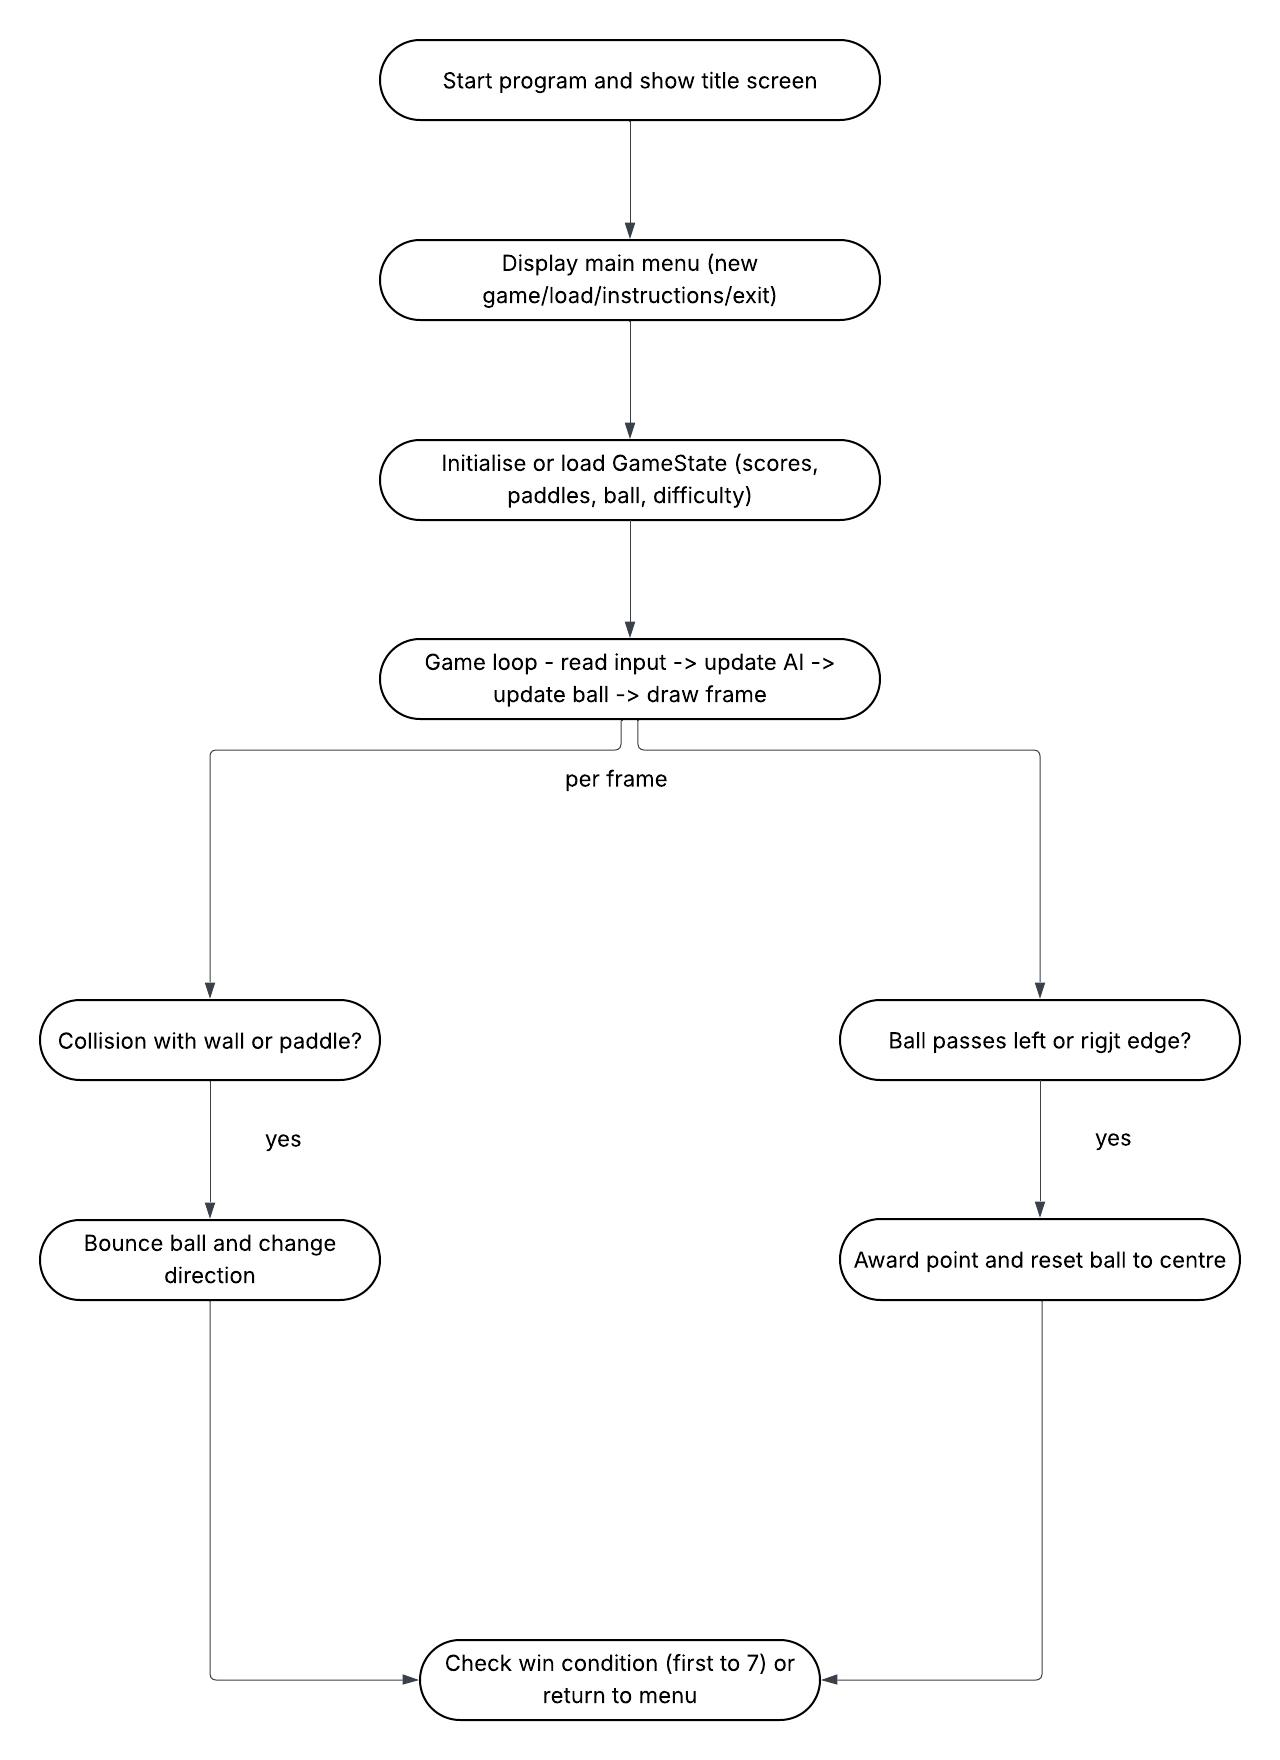 Start program and show title screen
Display main menu (new
game/load/instructions/exit)
Initialise or load GameState (scores,
paddles, ball, difficulty)
Game loop - read input -> update AI ->
update ball -> draw frame
per frame
Collision with wall or paddle?
Ball passes left or rigjt edge?
yes
yes
Bounce ball and change
direction
Award point and reset ball to centre
Check win condition (first to 7) or
return to menu